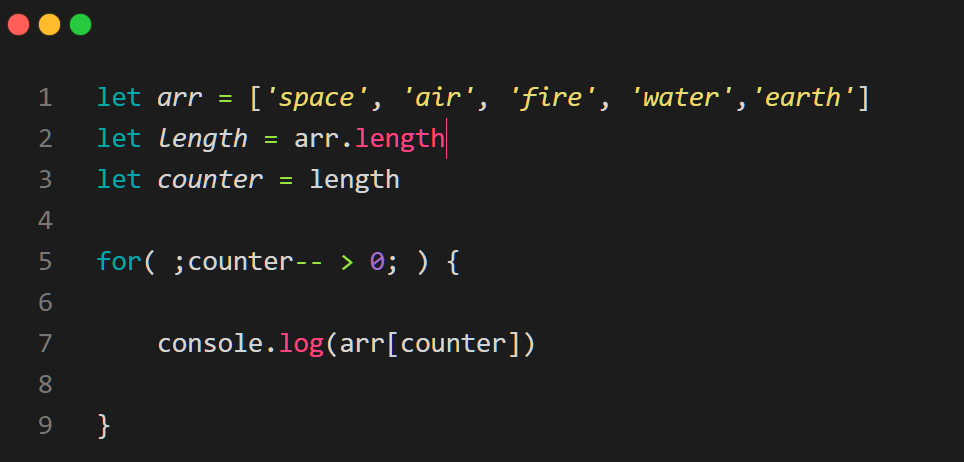 1 let arr = ['space', 'air', 'fire', 'water','earth']
2 let length = arr.length
3 let counter = length
4
5 for( ;counter-- > 0; ) {
6
7     console.log(arr[counter])
8
9 }